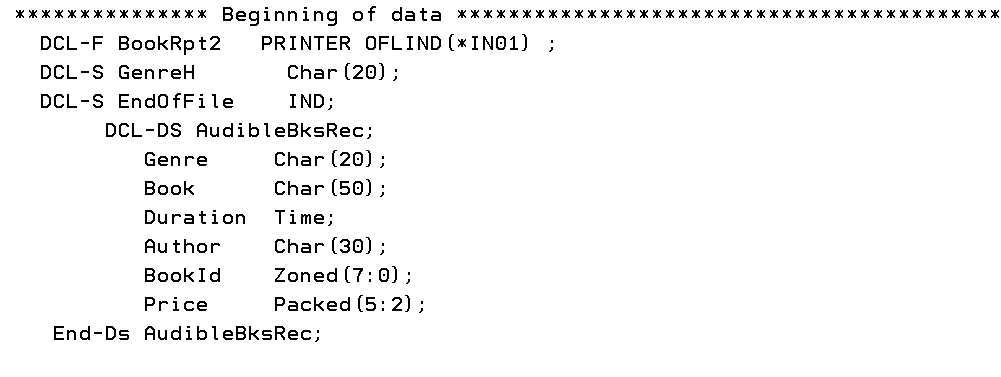 *************** Beginning of data ******************************************
DCL-F BookRpt2   PRINTER OFLIND(*IN01) ;
DCL-S GenreH       Char(20);
DCL-S EndOfFile    IND;
DCL-DS AudibleBksRec;
Genre     Char(20);
Book      Char(50);
Duration  Time;
Author    Char(30);
BookId    Zoned(7:0);
Price     Packed(5:2);
End-Ds AudibleBksRec;